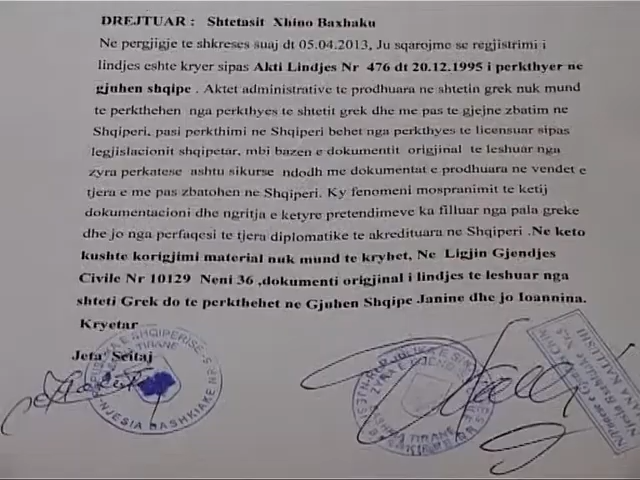 DREJTUAR : Shtetasit Xhino Baxhaku
Ne pergjigje te shkreses suaj dt 05.04.2013, Ju sqarojme se regjistrimi i
lindjes eshte kryer sipas Akti Lindjes Nr 476 dt 20.12.1995 i perkthyer ne
gjuhen shqipe . Aktet administrative te prodhuara ne shtetin grek nuk mund
te perkthehen nga perkthyes te shtetit grek dhe me pas te gjejne zbatim ne
Shqiperi, pasi perkthimi ne Shqiperi behet nga perkthyes te licensuar sipas
legjislacionit shqipetar, mbi bazen e dokumentit origjinal te leshuar nga
zyra perkatese ashtu sikurse ndodh me dokumentat e prodhuara ne vendet e
tjera e me pas zbatohen ne Shqiperi. Ky fenomeni mospranimit te ketij
dokumentacioni dhe ngritja e ketyre pretendimeve ka filluar nga pala greke
dhe jo nga perfaqesi te tjera diplomatike te akredituara ne Shqiperi .Ne keto
kushte korigjimi material nuk mund te kryhet, Ne Ligjin Gjendjes
Civile Nr 10129 Neni 36 ,dokumenti origjinal i lindjes te leshuar nga
shteti Grek do te perkthehet ne Gjuhen Shqipe Janine dhe jo Ioannina.
Kryetar
Jeta Seitaj
NJESIA BASHKIAKE NR.5